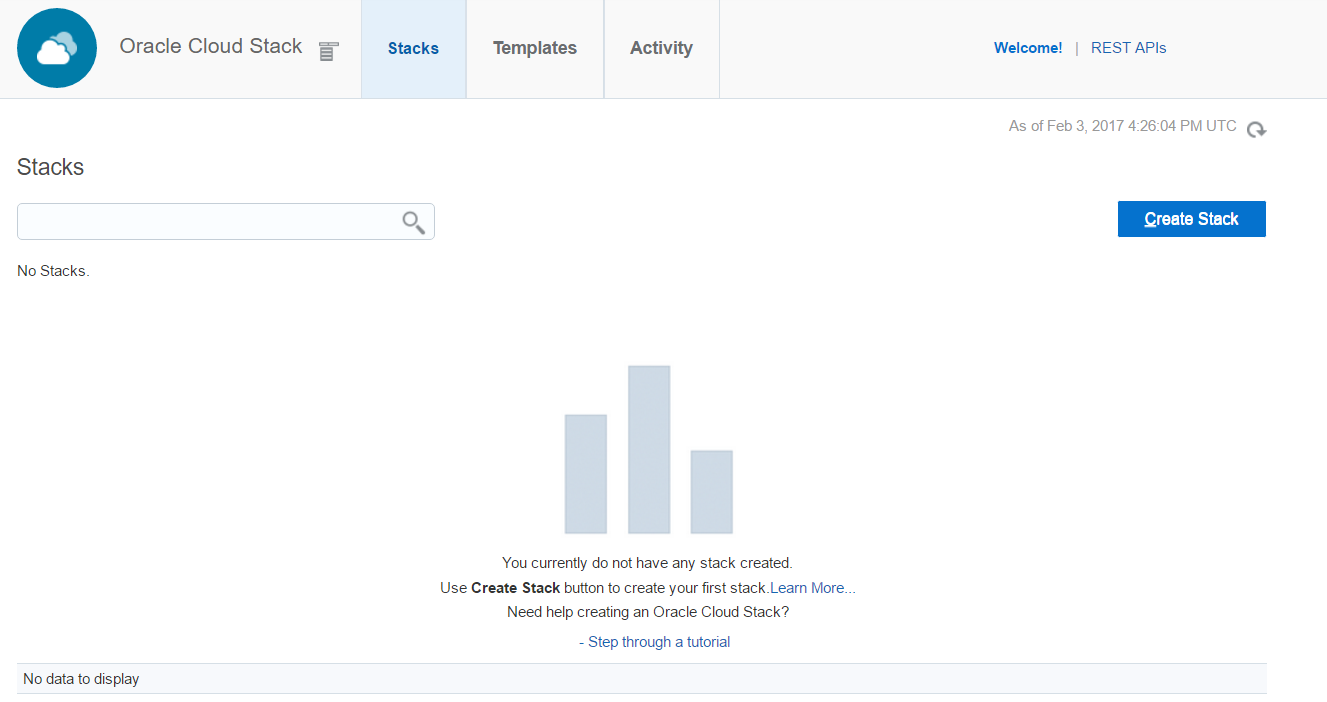 Oracle Cloud Stack
Stacks
Templates
Activity
Welcome! | REST APIs
As of Feb 3, 2017 4:26:04 PM UTC
Stacks
Create Stack
No Stacks.
You currently do not have any stack created.
Use Create Stack button to create your first stack.Learn More...
Need help creating an Oracle Cloud Stack?
- Step through a tutorial
No data to display